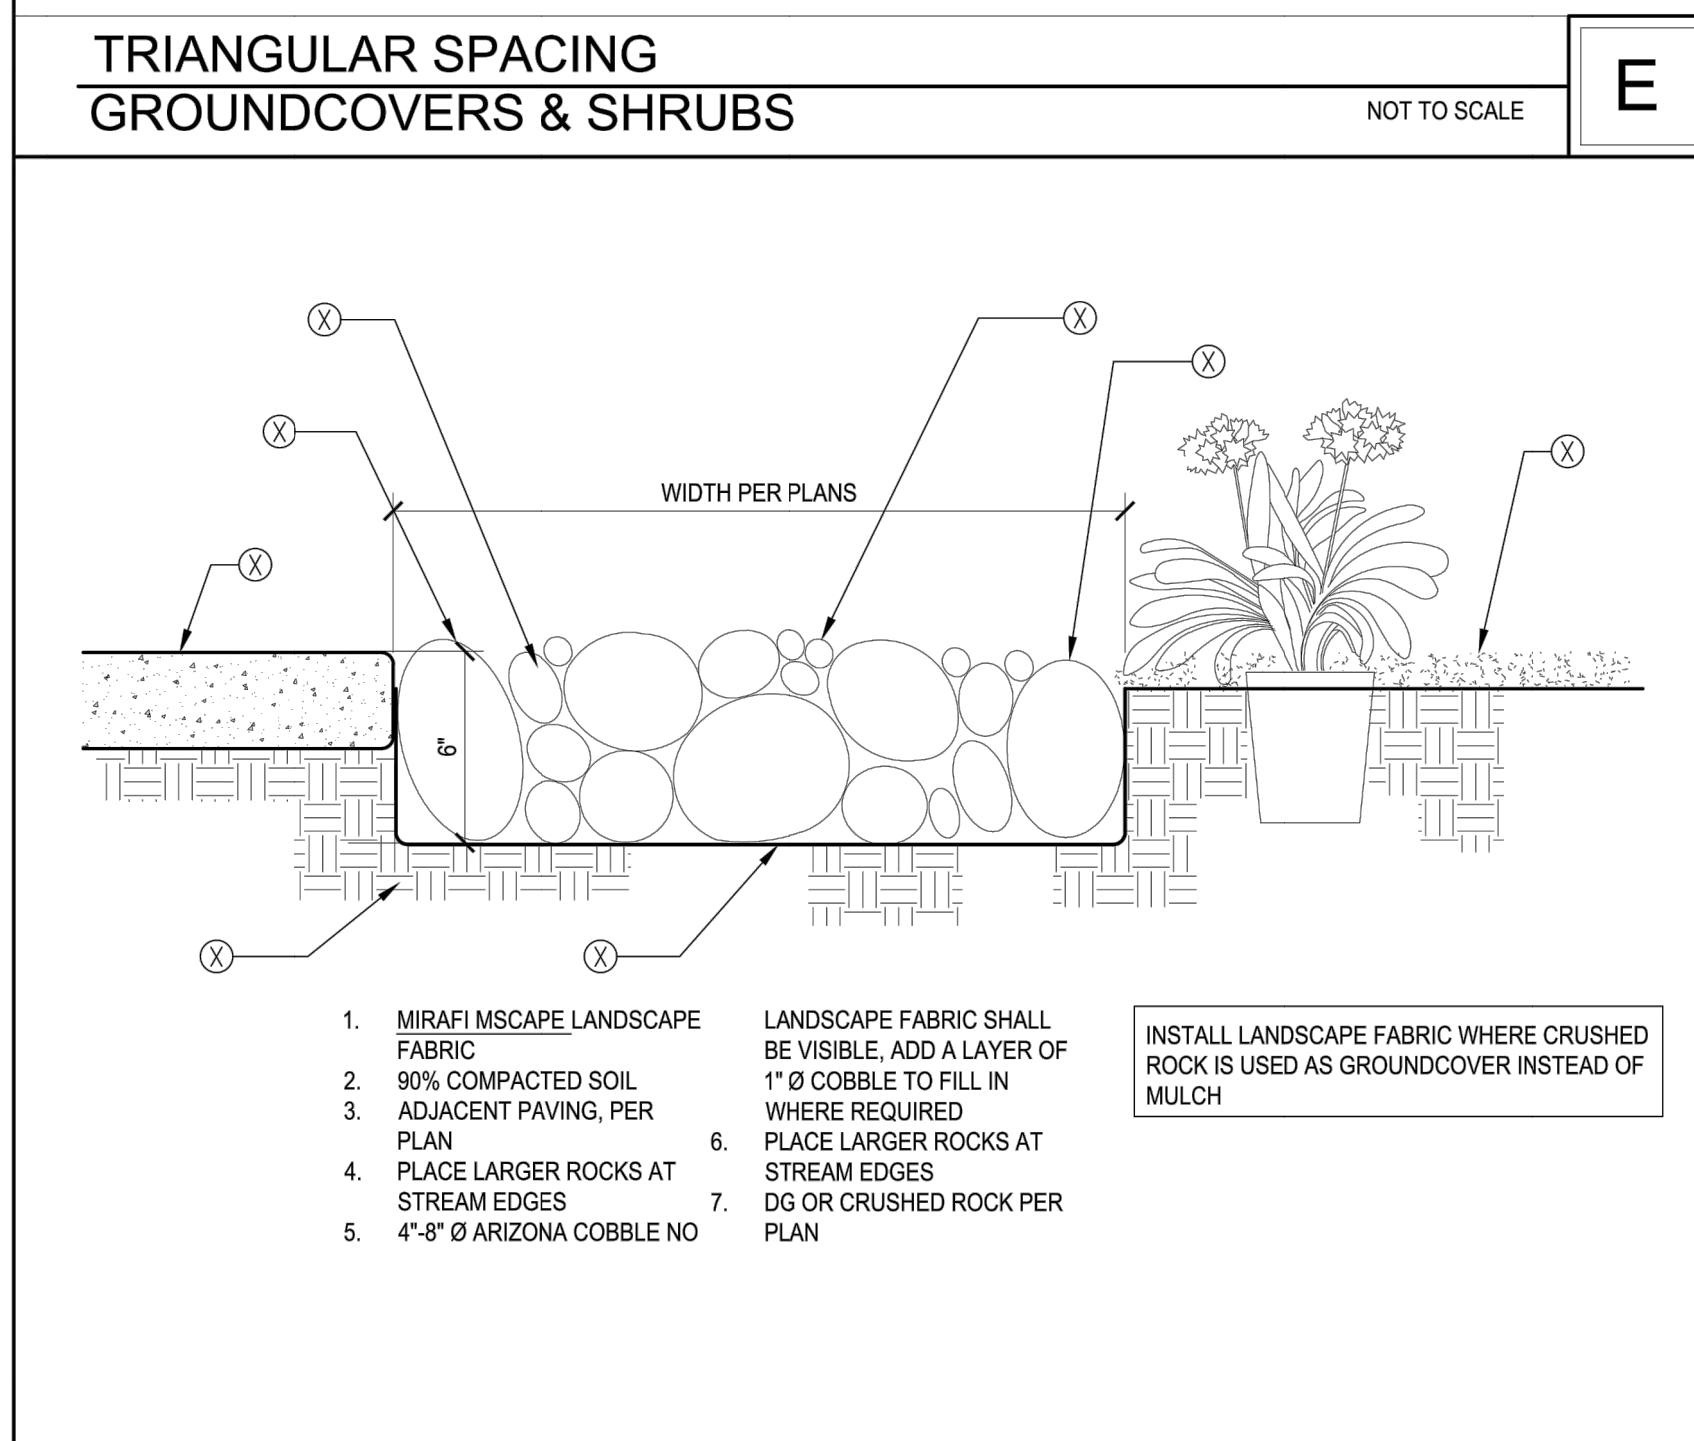 TRIANGULAR SPACING
GROUNDCOVERS & SHRUBS
NOT TO SCALE
E
X
X
X
X
X
WIDTH PER PLANS
X
6"
X
X
1. MIRAFI MSCAPE LANDSCAPE
FABRIC
2. 90% COMPACTED SOIL
3. ADJACENT PAVING, PER
PLAN
4. PLACE LARGER ROCKS AT
STREAM EDGES
5. 4"-8" Ø ARIZONA COBBLE NO
LANDSCAPE FABRIC SHALL
BE VISIBLE, ADD A LAYER OF
1" Ø COBBLE TO FILL IN
WHERE REQUIRED
6. PLACE LARGER ROCKS AT
STREAM EDGES
7. DG OR CRUSHED ROCK PER
PLAN
INSTALL LANDSCAPE FABRIC WHERE CRUSHED
ROCK IS USED AS GROUNDCOVER INSTEAD OF
MULCH